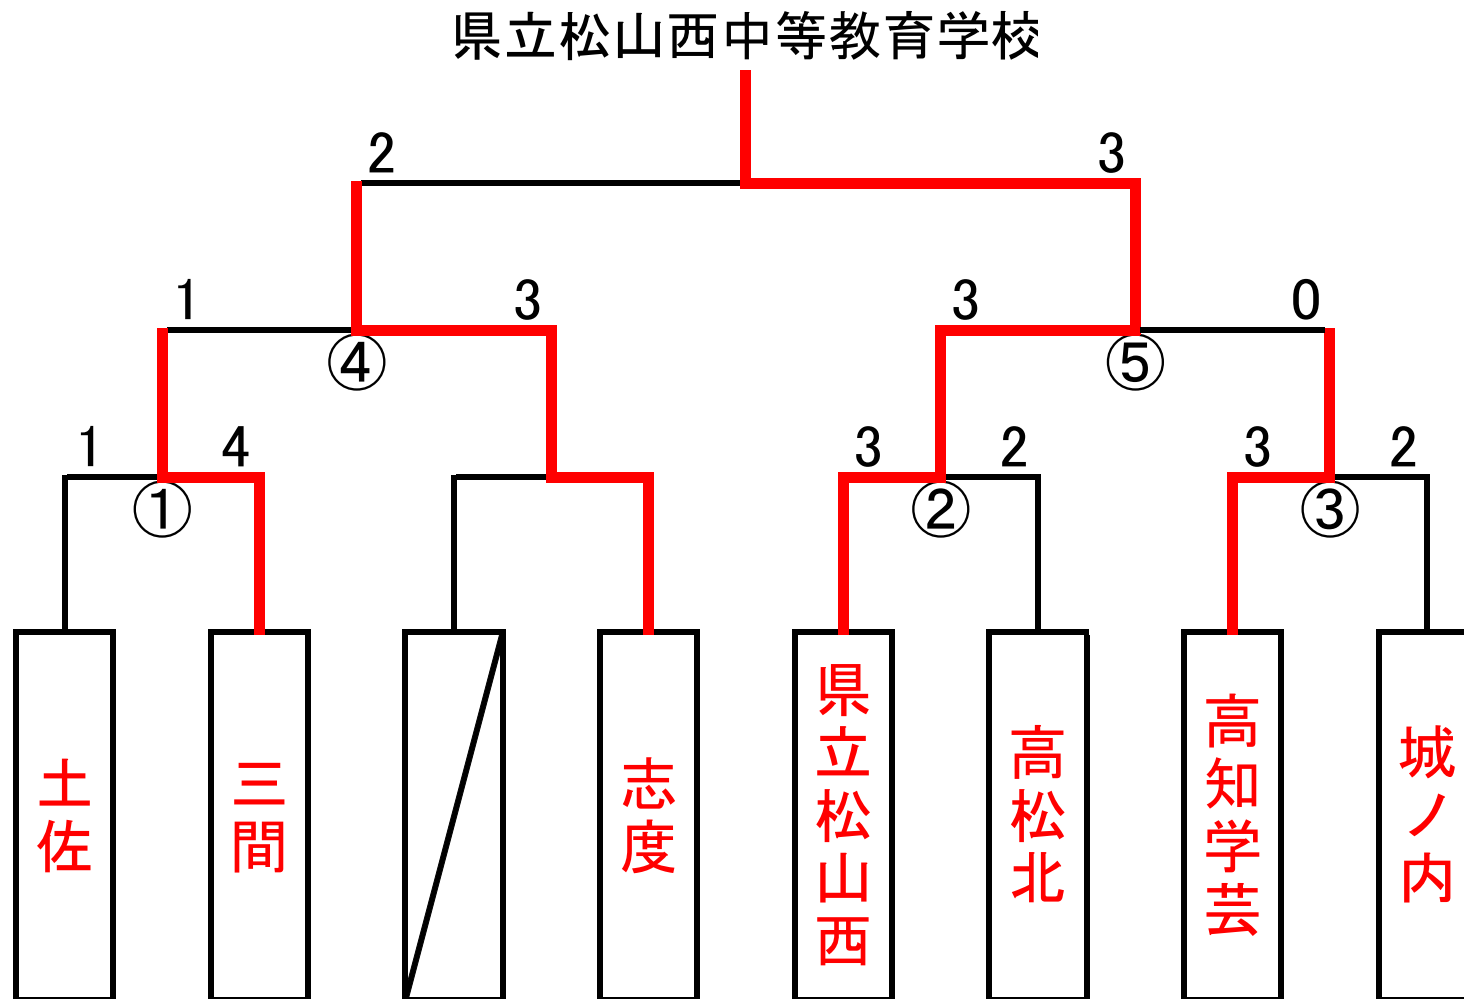 県立松山西中等教育学校
2 3
1 3 3 0
④ ⑤
1 4 3 2 3 2
① ② ③
土佐
三間
志度
県立松山西
高松北
高知学芸
城ノ内